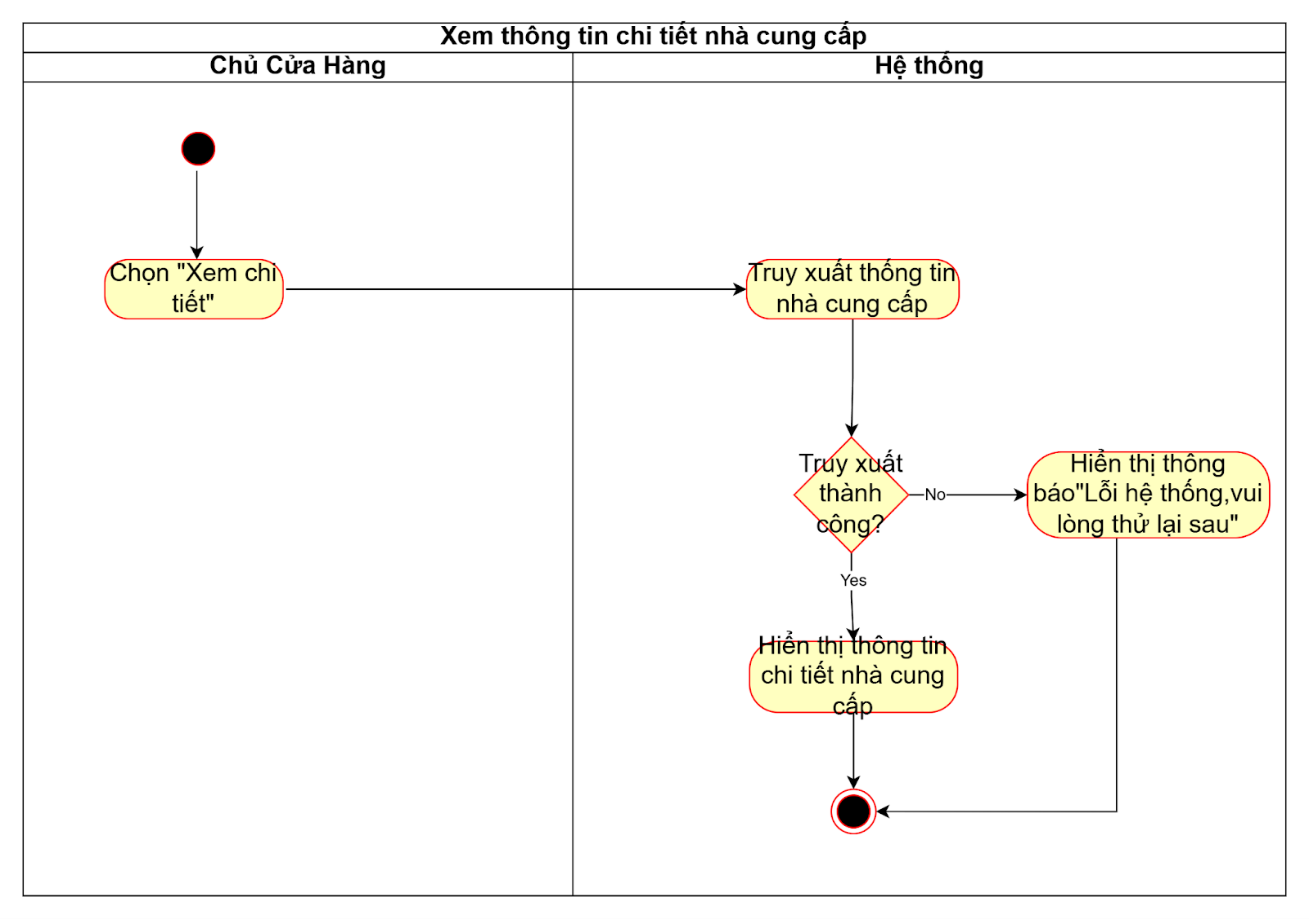 Xem thông tin chi tiết nhà cung cấp
Chủ Cửa Hàng
Hệ thống
Chọn "Xem chi
tiết"
Truy xuất thống tin
nhà cung cấp
Truy xuất
thành
công?
No
Hiển thị thông
báo"Lỗi hệ thống,vui
lòng thử lại sau"
Yes
Hiển thị thông tin
chi tiết nhà cung
cấp